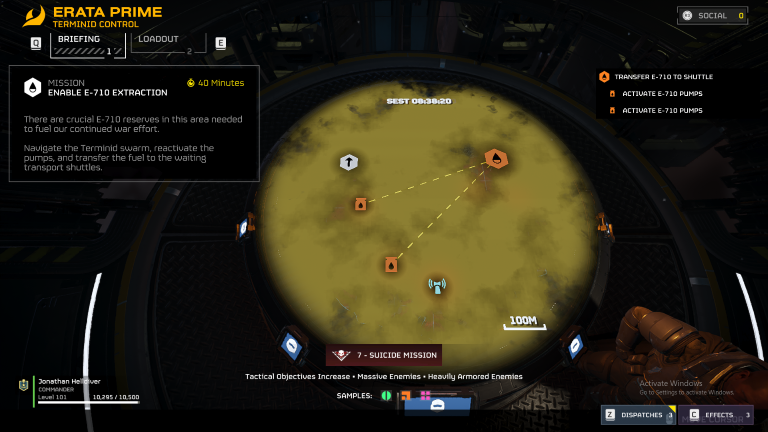 ERATA PRIME
TERMINID CONTROL
SOCIAL 0
Q
BRIEFING
1
LOADOUT
2
E
MISSION
ENABLE E-710 EXTRACTION
40 Minutes
There are crucial E-710 reserves in this area needed
to fuel our continued war effort.
Navigate the Terminid swarm, reactivate the
pumps, and transfer the fuel to the waiting
transport shuttles.
TRANSFER E-710 TO SHUTTLE
ACTIVATE E-710 PUMPS
ACTIVATE E-710 PUMPS
100M
7 - SUICIDE MISSION
Tactical Objectives Increase • Massive Enemies • Heavily Armored Enemies
SAMPLES:
Jonathan Helldiver
COMMANDER
Level 101
10,295 / 10,500
Activate Windows
Go to Settings to activate Windows.
Z DISPATCHES 3
C EFFECTS 3
CURSOR